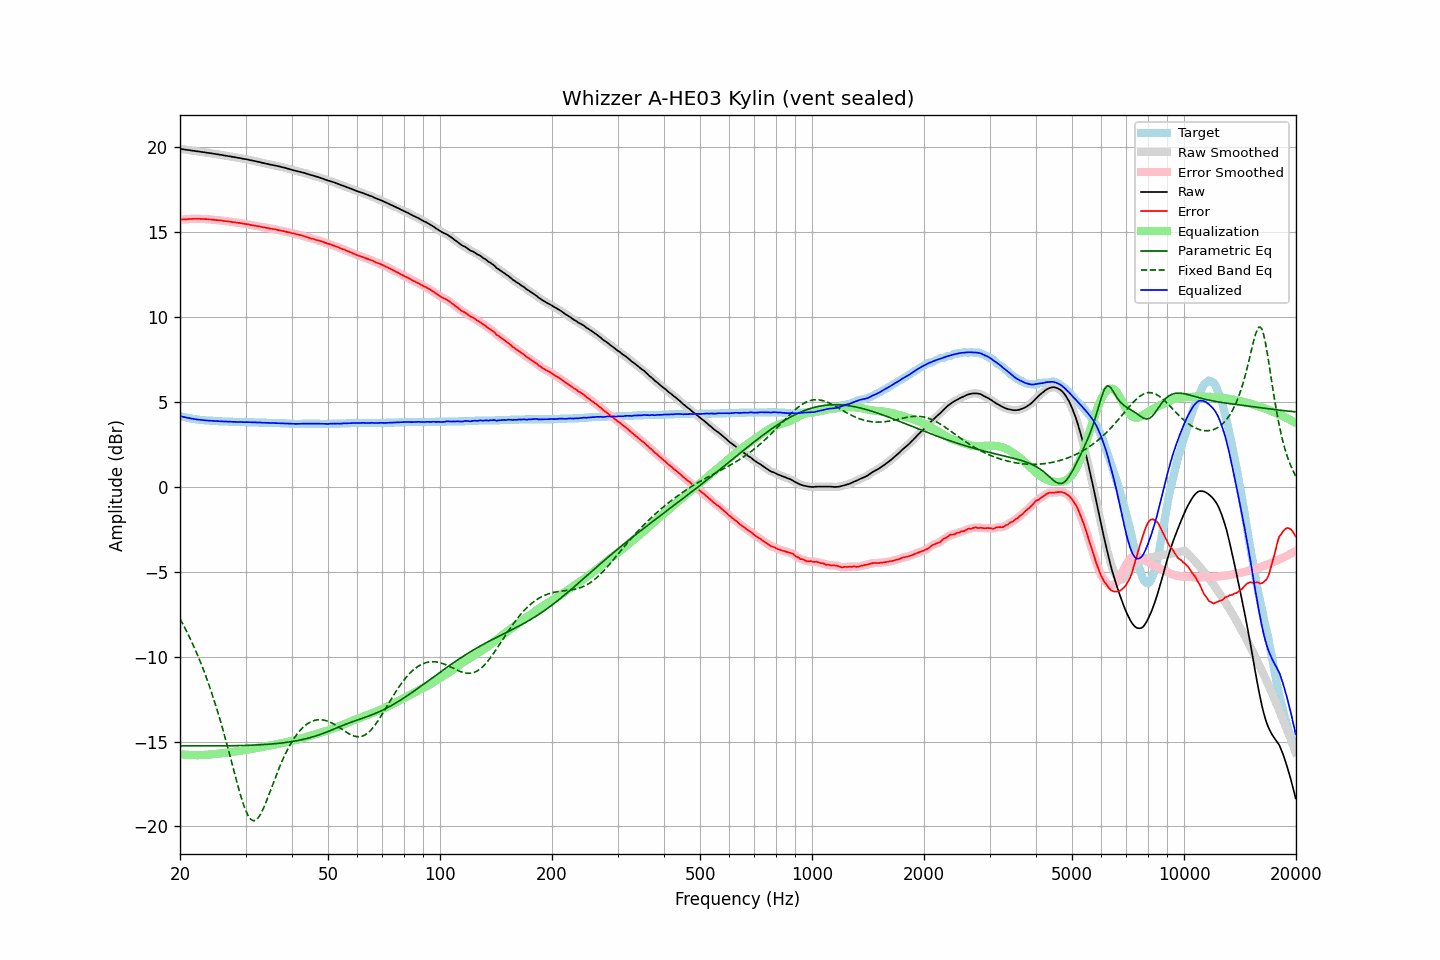 Whizzer A-HE03 Kylin (vent sealed)
Target
Raw Smoothed
Error Smoothed
Raw
Error
Equalization
Parametric Eq
Fixed Band Eq
Equalized
Amplitude (dBr)
20
15
10
5
0
−5
−10
−15
−20
20 50 100 200 500 1000 2000 5000 10000 20000
Frequency (Hz)